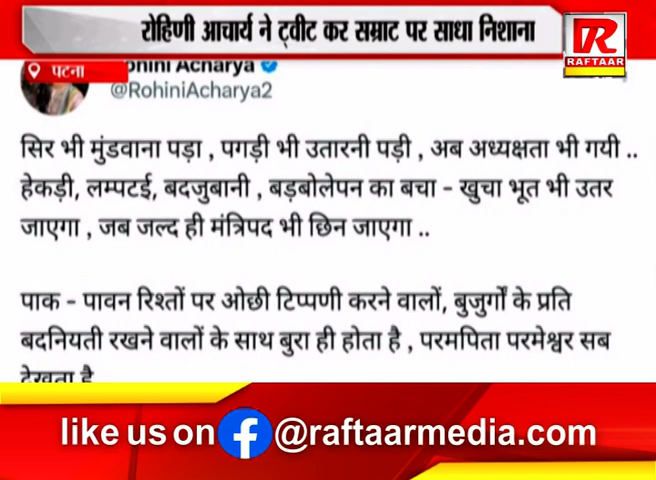 रोहिणी आचार्य ने ट्वीट कर सम्राट पर साधा निशाना
R
RAFTAAR
पटना
Rohini Acharya
@RohiniAcharya2
सिर भी मुंडवाना पड़ा , पगड़ी भी उतारनी पड़ी , अब अध्यक्षता भी गयी ..
हेकड़ी, लम्पटई, बदजुबानी , बड़बोलेपन का बचा - खुचा भूत भी उतर
जाएगा , जब जल्द ही मंत्रिपद भी छिन जाएगा ..
पाक - पावन रिश्तों पर ओछी टिप्पणी करने वालों, बुजुर्गों के प्रति
बदनियती रखने वालों के साथ बुरा ही होता है , परमपिता परमेश्वर सब
देखता है
like us on f @raftaarmedia.com